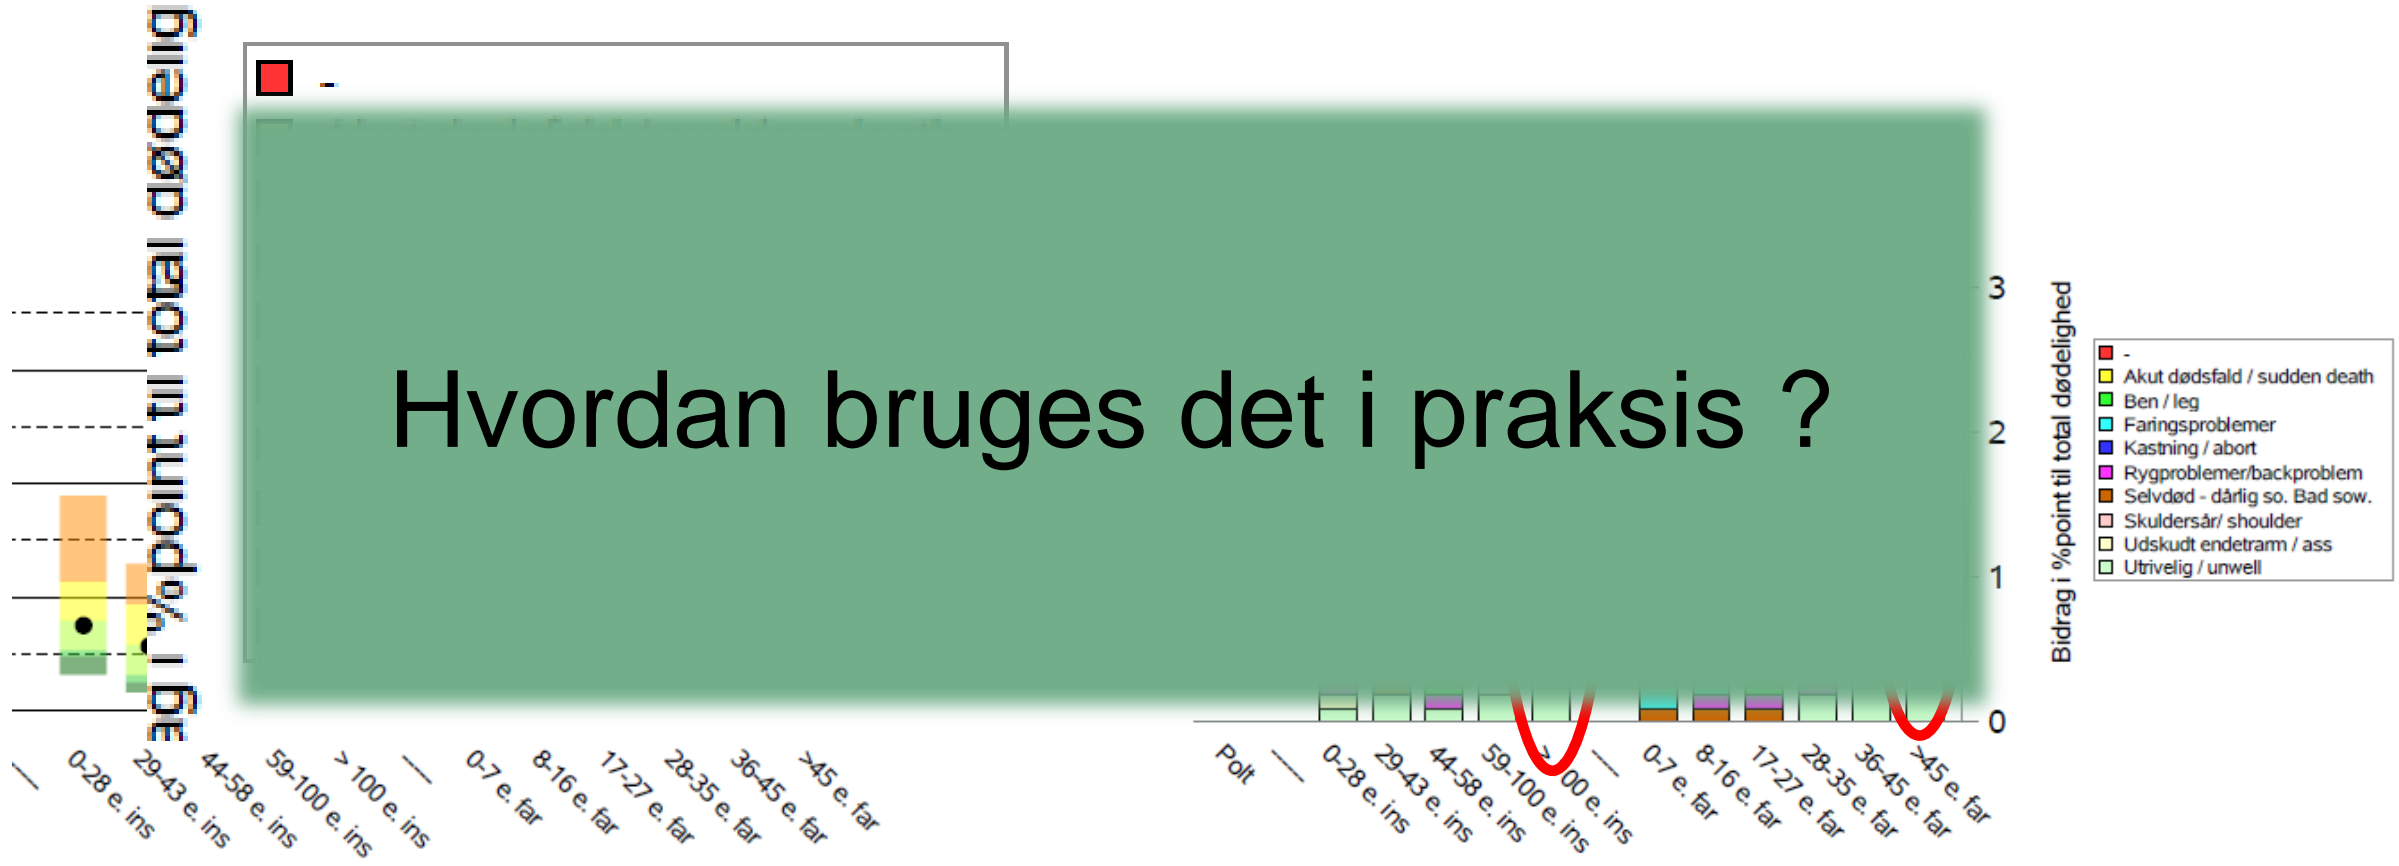 ag i %point til total dødelig
-
Hvordan bruges det i praksis ?
0-28 e. ins
29-43 e. ins
44-58 e. ins
59-100 e. ins
> 100 e. ins
0-7 e. far
8-16 e. far
17-27 e. far
28-35 e. far
36-45 e. far
>45 e. far
3
2
1
0
Polt
0-28 e. ins
29-43 e. ins
44-58 e. ins
59-100 e. ins
>100 e. ins
0-7 e. far
8-16 e. far
17-27 e. far
28-35 e. far
36-45 e. far
>45 e. far
Bidrag i %point til total dødelighed
-
Akut dødsfald / sudden death
Ben / leg
Faringsproblemer
Kastning / abort
Rygproblemer/backproblem
Selvdød - dårlig so. Bad sow.
Skuldersår/ shoulder
Udskudt endetrarm / ass
Utrivelig / unwell